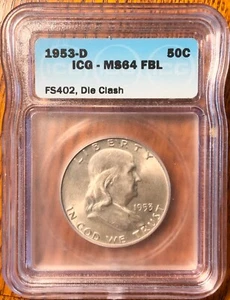 1953-D 50C
ICG - MS64 FBL
FS402, Die Clash
LIBERTY
1953
IN GOD WE TRUST